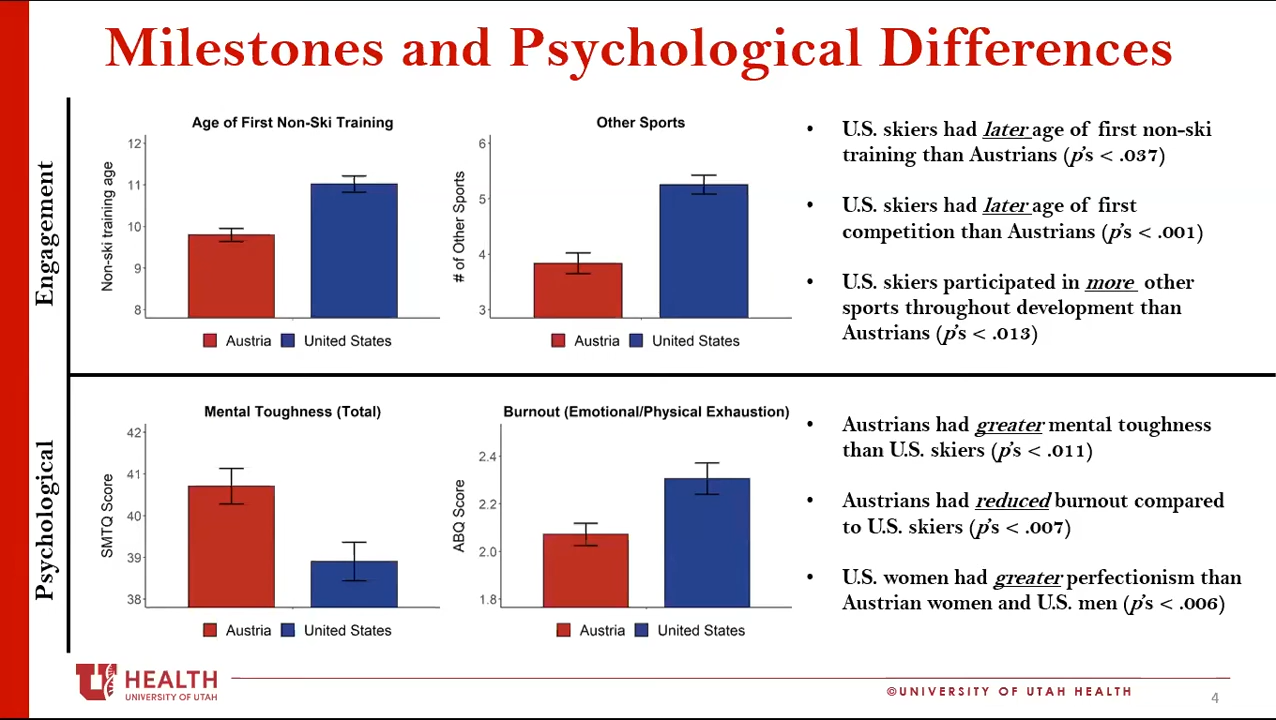 Milestones and Psychological Differences
Engagement
Age of First Non-Ski Training
Non-ski training age
12
11
10
9
8
Austria
United States
Other Sports
# of Other Sports
6
5
4
3
Austria
United States
• U.S. skiers had later age of first non-ski
training than Austrians (p's < .037)
• U.S. skiers had later age of first
competition than Austrians (p's < .001)
• U.S. skiers participated in more other
sports throughout development than
Austrians (p's < .013)
Psychological
Mental Toughness (Total)
SMTQ Score
42
41
40
39
38
Austria
United States
Burnout (Emotional/Physical Exhaustion)
ABQ Score
2.4
2.2
2.0
1.8
Austria
United States
• Austrians had greater mental toughness
than U.S. skiers (p's < .011)
• Austrians had reduced burnout compared
to U.S. skiers (p's < .007)
• U.S. women had greater perfectionism than
Austrian women and U.S. men (p's < .006)
U HEALTH
UNIVERSITY OF UTAH
©UNIVERSITY OF UTAH HEALTH
4